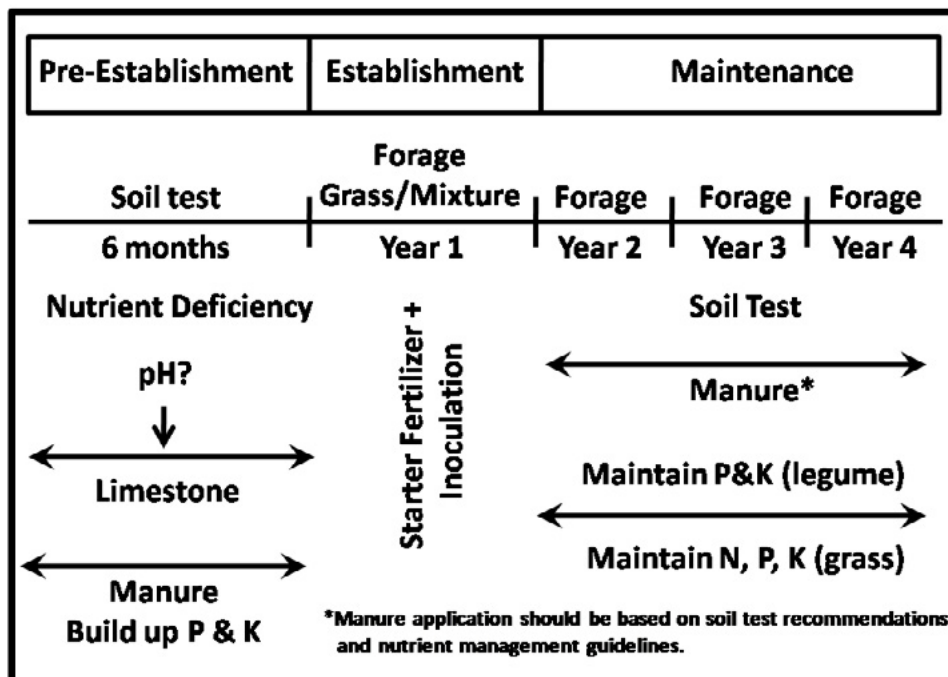 Pre-Establishment
Establishment
Maintenance
Soil test
Forage
Grass/Mixture
Forage
Forage
Forage
6 months
Year 1
Year 2
Year 3
Year 4
Nutrient Deficiency
pH?
Limestone
Manure
Build up P & K
Starter Fertilizer +
Inoculation
Soil Test
Manure*
Maintain P&K (legume)
Maintain N, P, K (grass)
*Manure application should be based on soil test recommendations
and nutrient management guidelines.